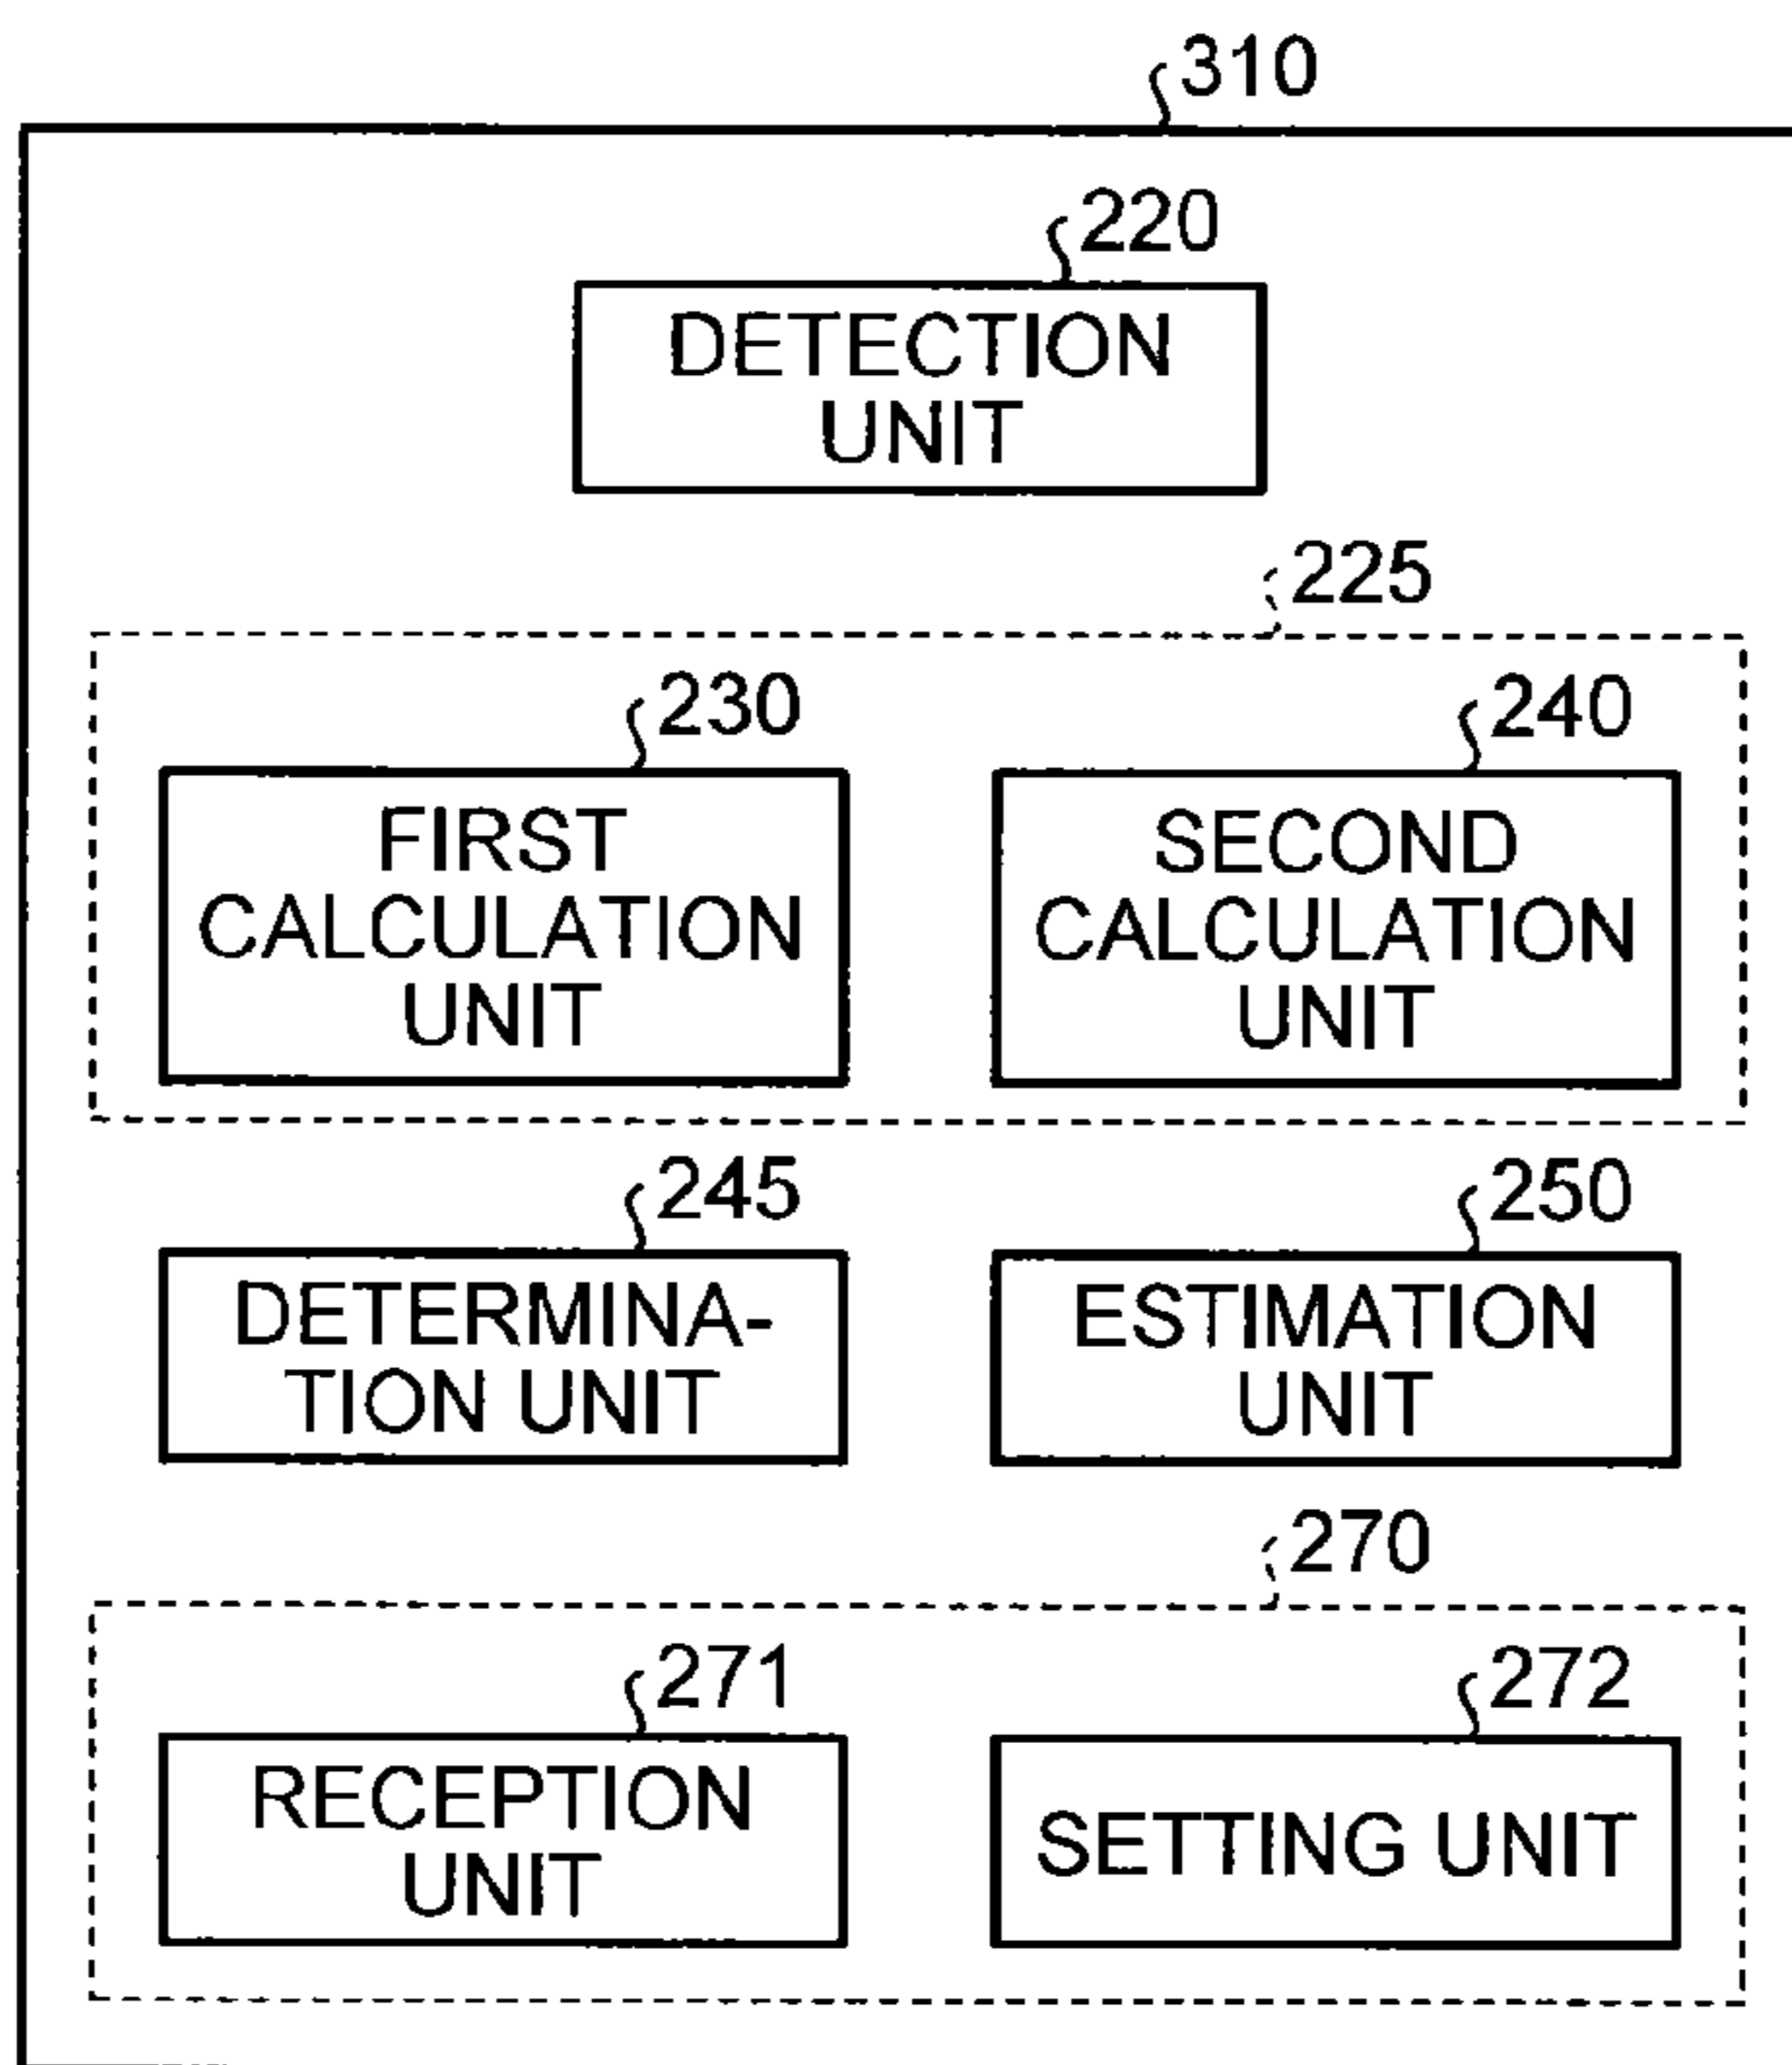 310
220
DETECTION
UNIT
225
230
FIRST
CALCULATION
UNIT
240
SECOND
CALCULATION
UNIT
245
DETERMINA-
TION UNIT
250
ESTIMATION
UNIT
270
271
RECEPTION
UNIT
272
SETTING UNIT